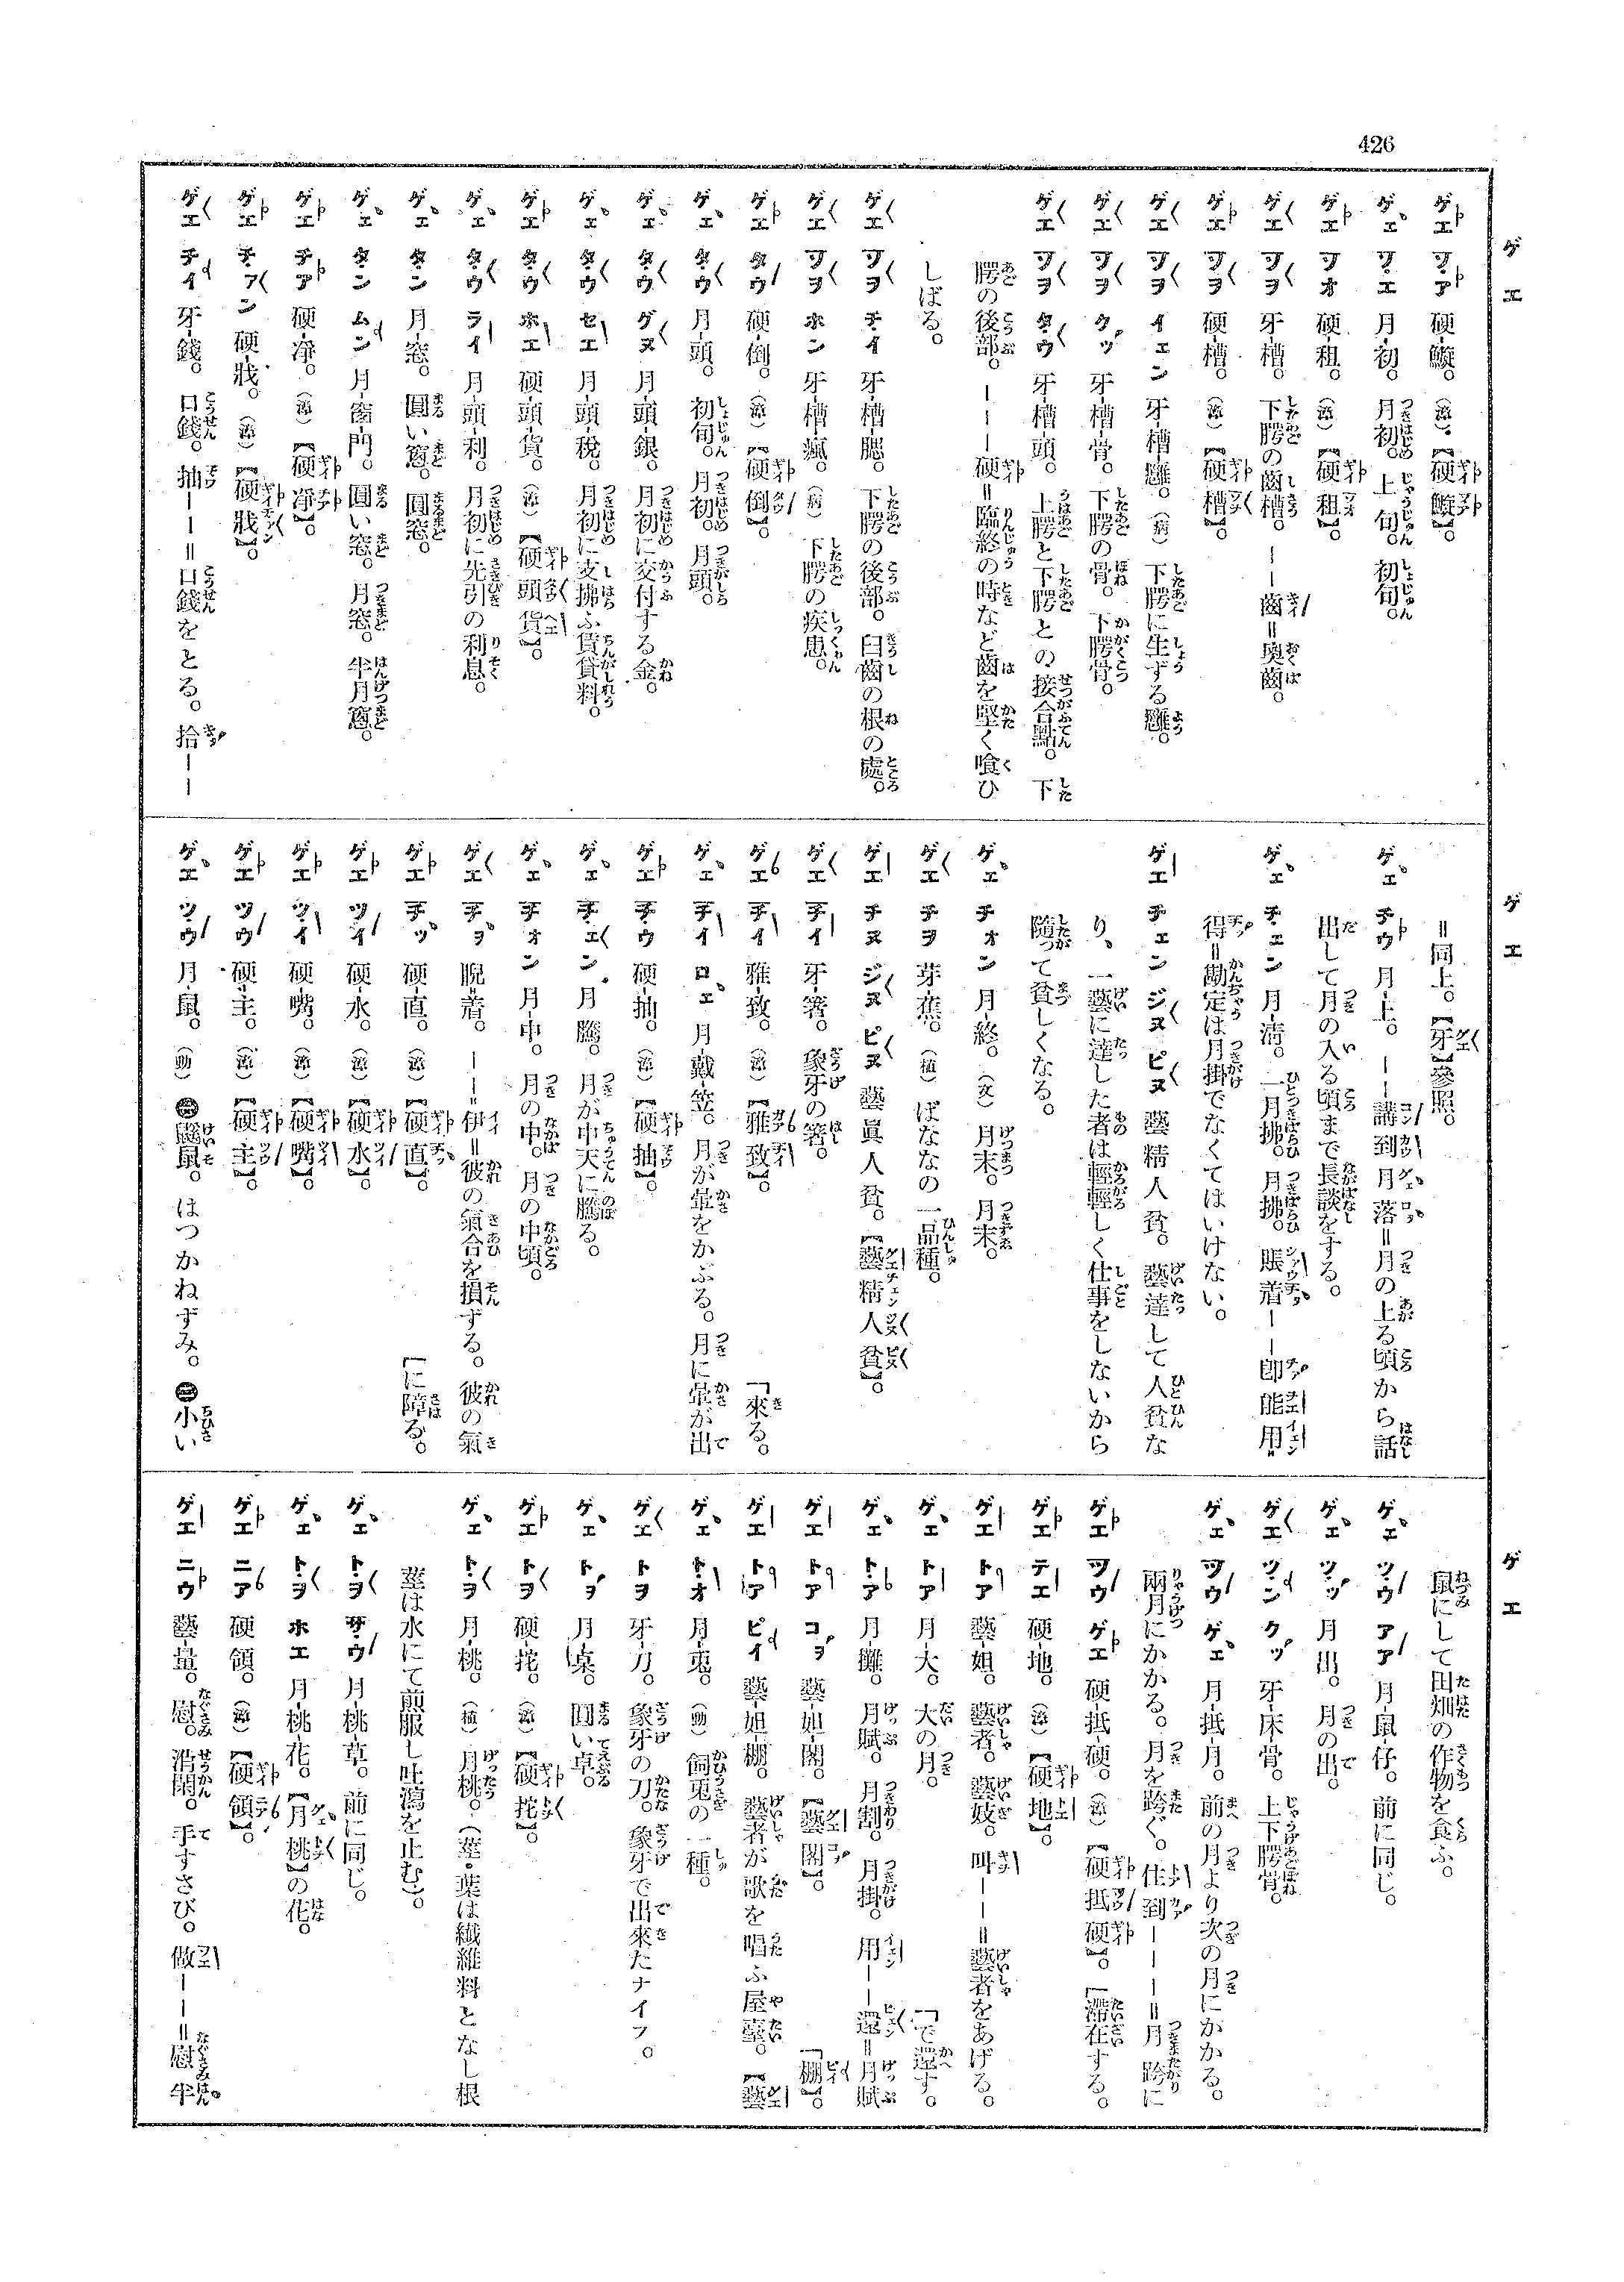 426
ゲエ
ゲエ ツア 硬-鱟。(漳)。【硬鱟】。
ゲエ ツエ 月-初。月初。上旬。初旬。
ゲエ ツオ 硬-租。(漳)【硬租】。
ゲエ ツヲ 牙-槽。下腭の齒槽。——齒=奧齒。
ゲエ ツヲ 硬-槽。(漳)【硬槽】。
ゲエ ツヲ イェン 牙-槽-癰。(病)下腭に生ずる癰。
ゲエ ツヲ クッ 牙-槽-骨。下腭の骨。下腭骨。
ゲエ ツヲ タウ 牙-槽-頭。上腭と下腭との接合點。下
腭の後部。———硬=臨終の時など齒を堅く喰ひ
しばる。
ゲエ ツヲ チイ 牙-槽-腮。下腭の後部。臼齒の根の處。
ゲエ ツヲ ホン 牙-槽-瘋。(病)下腭の疾患。
ゲエ タウ 硬-倒。(漳)【硬倒】。
ゲエ タウ 月-頭。初旬。月初。月頭。
ゲエ タウ グヌ 月-頭-銀。月初に交付する金。
ゲエ タウ セエ 月-頭-稅。月初に支拂ふ賃貸料。
ゲエ タウ ホエ 硬-頭-貨。(漳)【硬頭貨】。
ゲエ タウ ライ 月-頭-利。月初に先引の利息。
ゲエ タン 月-窓。圓い窓。圓窓。
ゲエ タン ムン 月-窗-門。圓い窓。月窓。半月窓。
ゲエ チア 硬-凈。(漳)【硬凈】。
ゲエ チアン 硬-戕。(漳)【硬戕】。
ゲエ チイ 牙-錢。口錢。抽——=口錢をとる。拾——
ゲエ
=同上。【牙】參照。
ゲエ チウ 月-上。——講到月落=月の上る頃から話
出して月の入る頃まで長談をする。
ゲエ チェン 月-清。一月拂。月拂。賬着——卽能用
得=勘定は月掛でなくてはいけない。
ゲエ チェン ジヌ ピヌ 藝精人貧。藝達して人貧な
り、一藝に達した者は輕輕しく仕事をしないから
隨って貧しくなる。
ゲエ チォン 月-終。(文)月末。月末。
ゲエ チヲ 芽-蕉。(植)ばななの一品種。
ゲエ チヌ ジヌ ピヌ 藝眞人貧。【藝精人貧】。
ゲエ チイ 牙-箸。象牙の箸。
ゲエ チイ 雅-致。(漳)【雅致】。「來る。
ゲエ チイ ロエ 月-戴-笠。月が暈をかぶる。月に暈が出
ゲエ チウ 硬-抽。(漳)【硬抽】。
ゲエ チェン 月騰。月が中天に騰る。
ゲエ チォン 月-中。月の中。月の中頃。
ゲエ チヲ 睨-着。——=伊=彼の氣合を損ずる。彼の氣
ゲエ チッ 硬-直。(漳)【硬直】。「に障る。
ゲエ ツイ 硬-水。(漳)【硬水】。
ゲエ ツイ 硬-嘴。(漳)【硬嘴】。
ゲエ ツウ 硬-主。(漳)【硬主】。
ゲエ ツウ 月-鼠。(動)㊀鼷鼠。はつかねずみ。㊁小い
ゲエ
鼠にして田畑の作物を食ふ。
ゲエ ツウ アア 月-鼠-仔。前に同じ。
ゲエ ツッ 月-出。月の出。
ゲエ ツン クッ 牙-床-骨。上下腭骨。
ゲエ ツウ ゲエ 月-抵-月。前の月より次の月にかかる。
兩月にかかる。月を跨ぐ。住到———=月跨に
ゲエ ツウ ゲエ 硬-抵-硬。(漳)【硬抵硬】。「滯在する。
ゲエ テエ 硬-地。(漳)【硬地】。
ゲエ トア 藝-姐。藝者。藝妓。叫——=藝者をあげる。
ゲエ トア 月-大。大の月。「で還す。
ゲエ トア 月-攤。月賦。月割。月掛。用——還=月賦
ゲエ トア コヲ 藝-妲-閣。【藝閣】。「棚】。
ゲエ トア ピイ 藝-妲-棚。藝者が歌を唱ふ屋臺。【藝
ゲエ トオ 月-兎。(動)飼兎の一種。
ゲエ トヲ 牙-刀。象牙の刀。象牙で出來たナイフ。
ゲエ トヲ 月-桌。圓い卓。
ゲエ トヲ 硬-挓。(漳)【硬挓】。
ゲエ トヲ 月-桃。(植)月桃。(莖・葉は纖維料となし根
莖は水にて煎服し吐瀉を止む)。
ゲエ トヲ ザウ 月-桃-草。前に同じ。
ゲエ トヲ ホエ 月-桃-花。【月桃】の花。
ゲエ ニア 硬-領。(漳)【硬領】。
ゲエ ニウ 藝-量。慰。消閑。手すさび。做——=慰半。